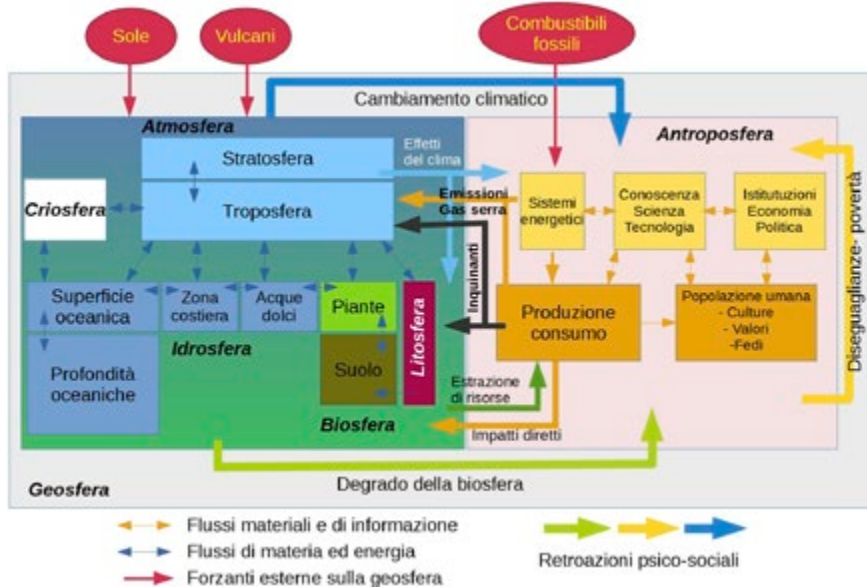 Sole
Vulcani
Combustibili
fossili
Cambiamento climatico
Atmosfera
Antroposfera
Stratosfera
Effetti
del clima
Criosfera
Troposfera
Emissioni
Gas serra
Sistemi
energetici
Conoscenza
Scienza
Tecnologia
Istitutuzioni
Economia
Politica
Diseguaglianze- povertà
Inquinanti
Superficie
oceanica
Zona
costiera
Acque
dolci
Piante
Litosfera
Produzione
consumo
Popolazione umana
- Culture
- Valori
-Fedi
Idrosfera
Profondità
oceaniche
Suolo
Estrazione
di risorse
Biosfera
Impatti diretti
Degrado della biosfera
Geosfera
Flussi materiali e di informazione
Flussi di materia ed energia
Forzanti esterne sulla geosfera
Retroazioni psico-sociali